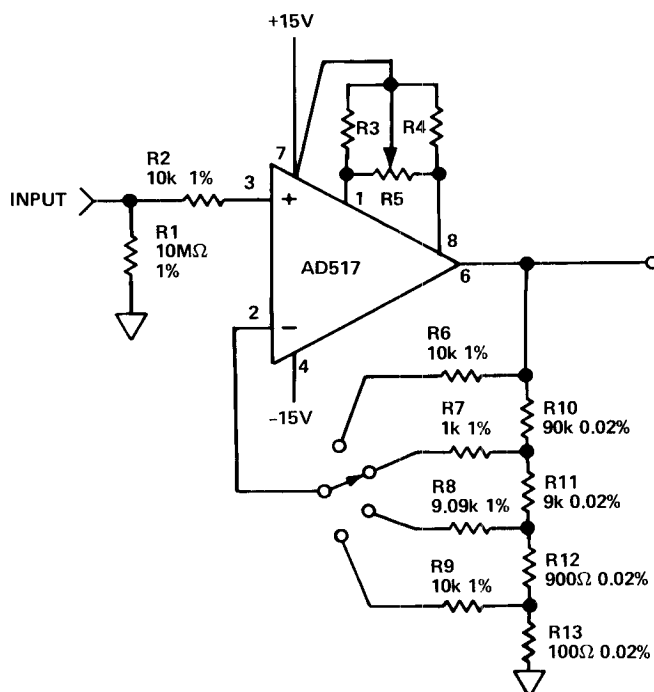 +15V
R3
R4
7
R2
10k 1%
3
INPUT
+
1
R5
R1
10MΩ
1%
8
AD517
6
2
−
4
R6
10k 1%
−15V
R10
90k 0.02%
R7
1k 1%
R11
9k 0.02%
R8
9.09k 1%
R12
900Ω 0.02%
R9
10k 1%
R13
100Ω 0.02%